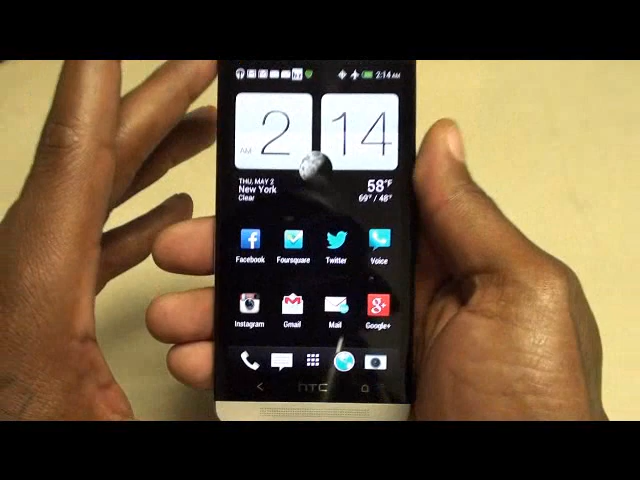 2:14 AM
AM 2 14
THU, MAY 2
New York
Clear
58°F
69° / 48°
Facebook Foursquare Twitter Voice
Instagram Gmail Mail Google+
hTC